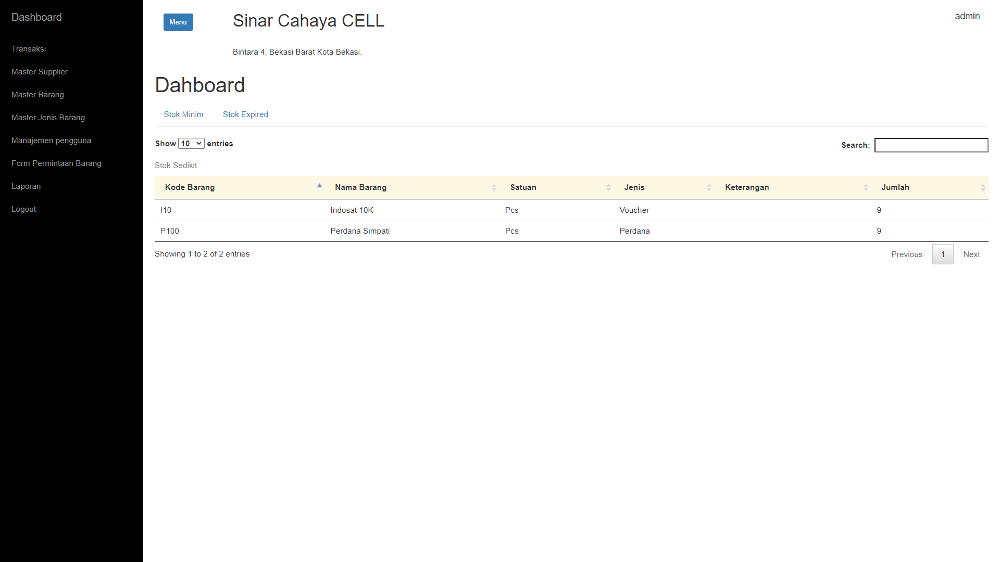 Dashboard
Transaksi
Master Supplier
Master Barang
Master Jenis Barang
Manajemen pengguna
Form Permintaan Barang
Laporan
Logout
Menu
Sinar Cahaya CELL
admin
Bintara 4, Bekasi Barat Kota Bekasi.
Dahboard
Stok Minim Stok Expired
Show 10 entries Search:
Stok Sedikit
Kode Barang Nama Barang Satuan Jenis Keterangan Jumlah
I10 Indosat 10K Pcs Voucher 9
P100 Perdana Simpati Pcs Perdana 9
Showing 1 to 2 of 2 entries Previous 1 Next